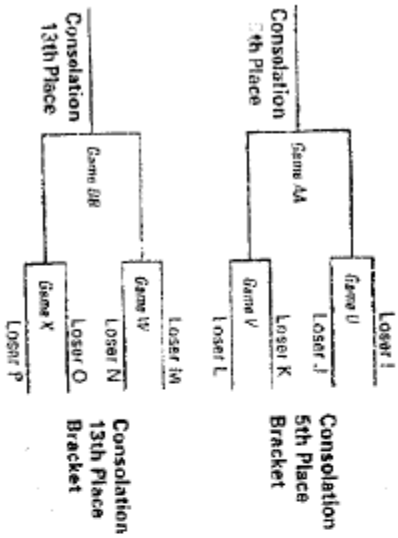 Loser I
Game U
Loser J
Consolation
5th Place
Bracket
Game AA
Loser K
Game V
Loser L
Consolation
5th Place
Loser M
Game W
Loser N
Consolation
13th Place
Bracket
Game BB
Loser O
Game X
Loser P
Consolation
13th Place